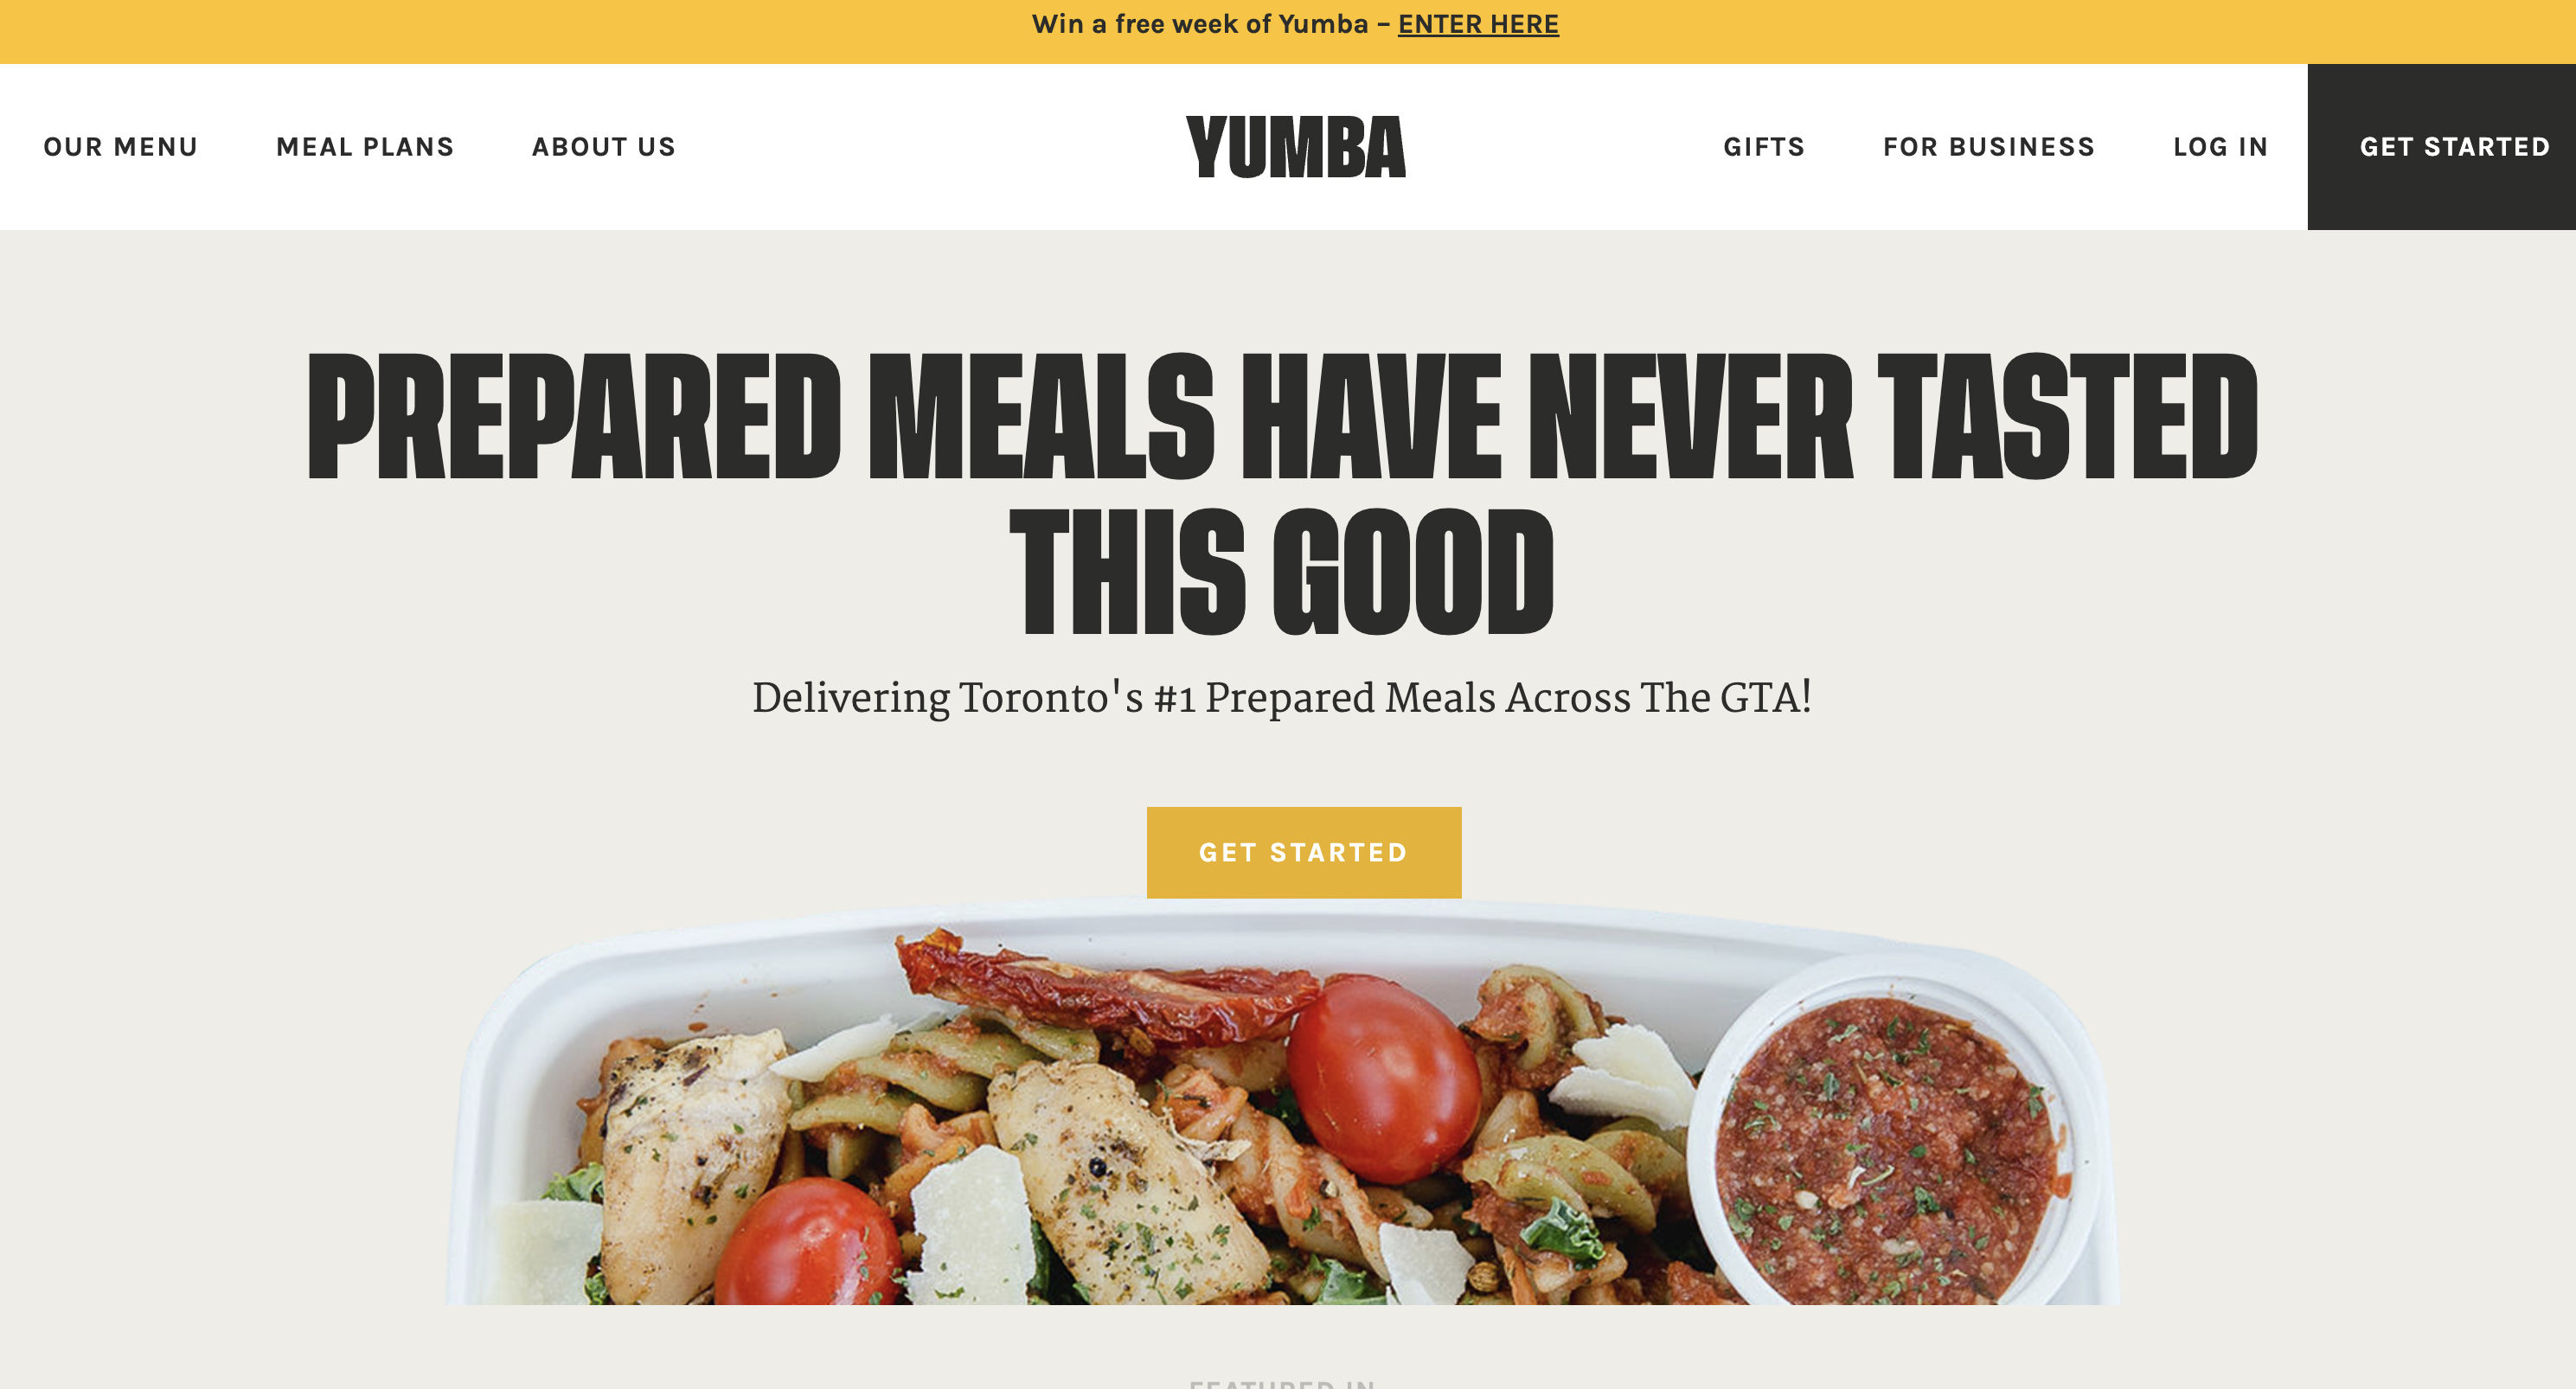 Win a free week of Yumba – ENTER HERE
OUR MENU MEAL PLANS ABOUT US YUMBA GIFTS FOR BUSINESS LOG IN GET STARTED
PREPARED MEALS HAVE NEVER TASTED
THIS GOOD
Delivering Toronto's #1 Prepared Meals Across The GTA!
GET STARTED
FEATURED IN